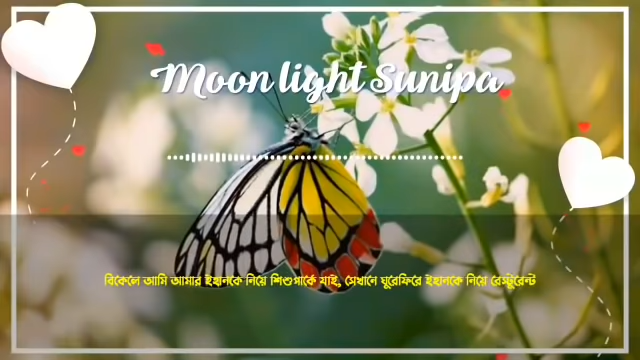 Moon light Sunipa
বিকেলে আমি আমার ইহানকে নিয়ে শিশুপার্কে যাই, সেখানে ঘুরেফিরে ইহানকে নিয়ে রেস্টুরেন্ট